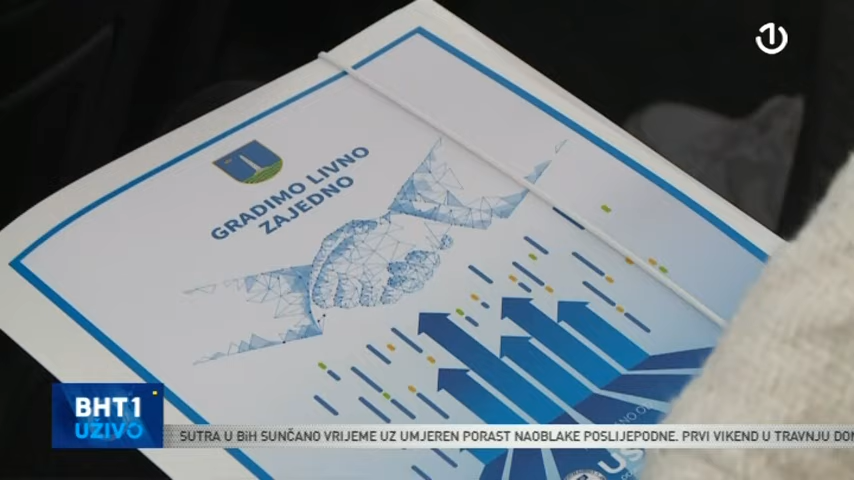 GRADIMO LIVNO
ZAJEDNO
BHT1
UŽIVO
SUTRA U BiH SUNČANO VRIJEME UZ UMJEREN PORAST NAOBLAKE POSLIJEPODNE. PRVI VIKEND U TRAVNJU